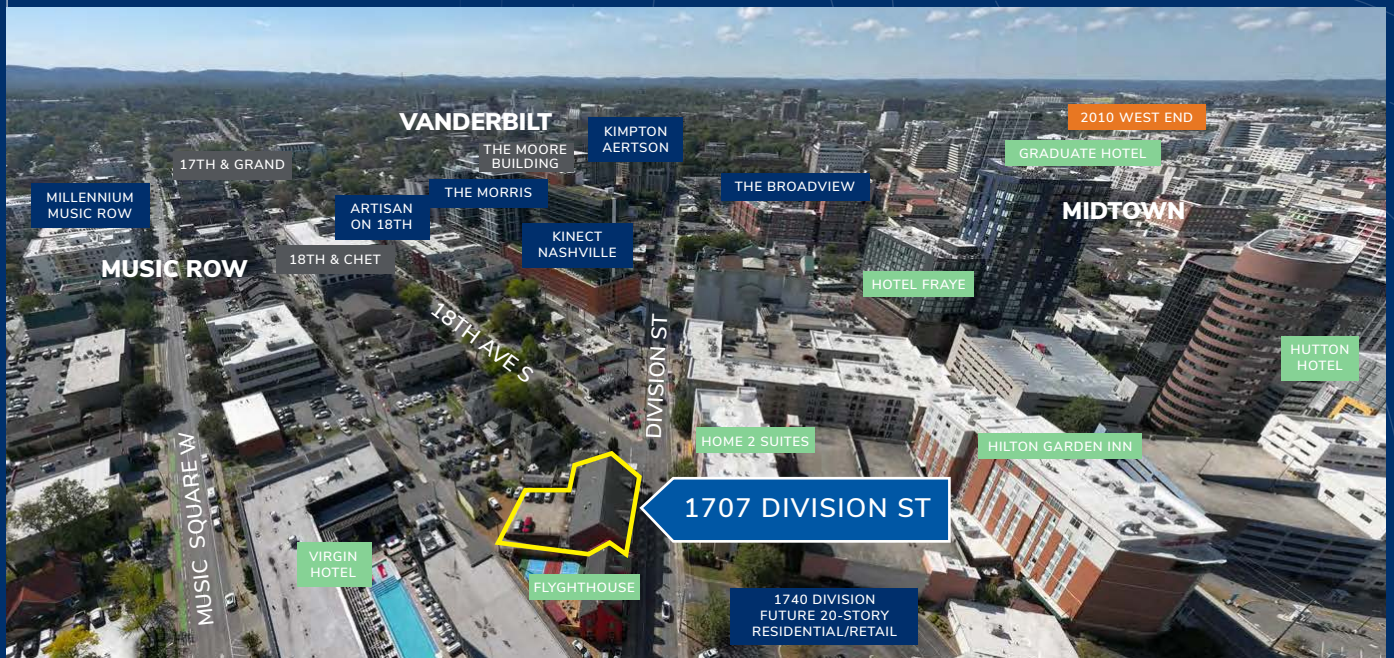 VANDERBILT
2010 WEST END
KIMPTON
AERTSON
THE MOORE
BUILDING
GRADUATE HOTEL
17TH & GRAND
THE MORRIS
THE BROADVIEW
MILLENNIUM
MUSIC ROW
ARTISAN
ON 18TH
MIDTOWN
KINECT
NASHVILLE
18TH & CHET
MUSIC ROW
HOTEL FRAYE
18TH AVE S
DIVISION ST
HUTTON
HOTEL
HOME 2 SUITES
HILTON GARDEN INN
MUSIC SQUARE W
1707 DIVISION ST
VIRGIN
HOTEL
FLYGHTHOUSE
1740 DIVISION
FUTURE 20-STORY
RESIDENTIAL/RETAIL